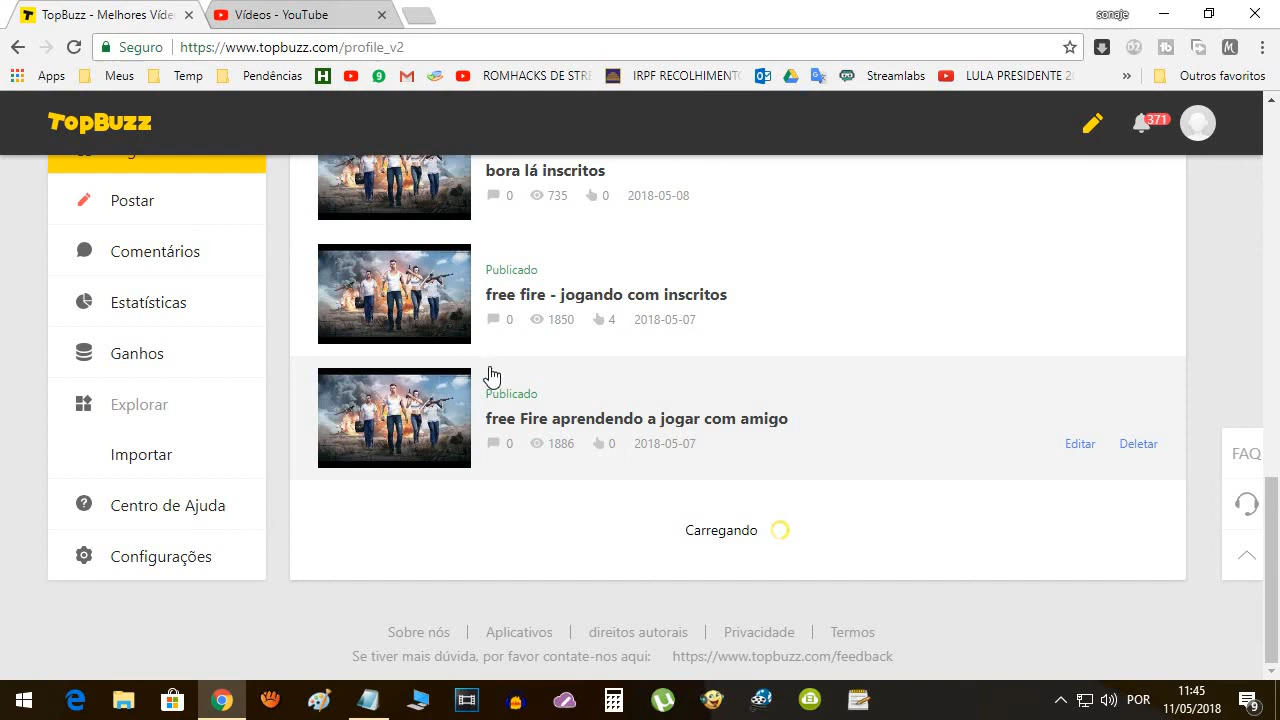 TopBuzz - Melhores Víde
Vídeos - YouTube
sonaje
Seguro
https://www.topbuzz.com/profile_v2
Apps
Meus
Temp
Pendências
ROMHACKS DE STRE
IRPF RECOLHIMENTO
Streamlabs
LULA PRESIDENTE 20
»
Outros favoritos
TopBuzz
371
Postar
Comentários
Estatísticas
Ganhos
Explorar
Importar
Centro de Ajuda
Configurações
bora lá inscritos
0 735 0 2018-05-08
Publicado
free fire - jogando com inscritos
0 1850 4 2018-05-07
Publicado
free Fire aprendendo a jogar com amigo
0 1886 0 2018-05-07
Editar Deletar
Carregando
FAQ
Sobre nós | Aplicativos | direitos autorais | Privacidade | Termos
Se tiver mais dúvida, por favor contate-nos aqui: https://www.topbuzz.com/feedback
POR
11:45
11/05/2018
9